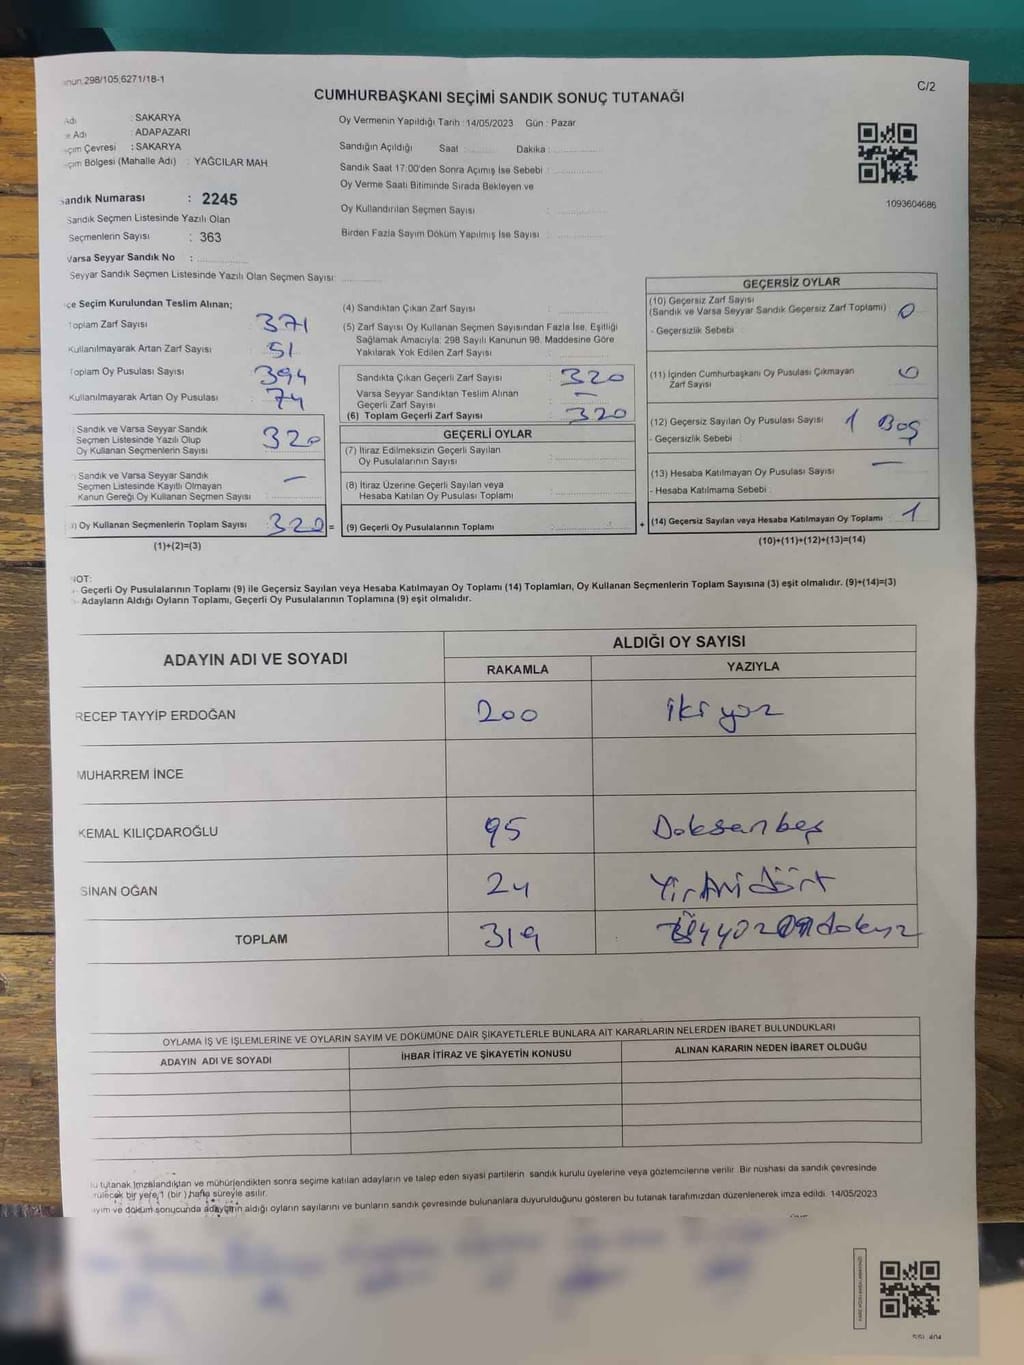 298/105,6271/18-1
C/2
CUMHURBAŞKANI SEÇİMİ SANDIK SONUÇ TUTANAĞI
Adı : SAKARYA
Adı : ADAPAZARI
Çevresi : SAKARYA
Bölgesi (Mahalle Adı) : YAĞCILAR MAH
Sandık Numarası : 2245
Sandık Seçmen Listesinde Yazılı Olan
Seçmenlerin Sayısı : 363
Varsa Seyyar Sandık No :
Seyyar Sandık Seçmen Listesinde Yazılı Olan Seçmen Sayısı:
Oy Vermenin Yapıldığı Tarih :14/05/2023 Gün : Pazar
Sandığın Açıldığı Saat : Dakika :
Sandık Saat 17:00'den Sonra Açımış İse Sebebi :
Oy Verme Saati Bitiminde Sırada Bekleyen ve
Oy Kullandırılan Seçmen Sayısı :
Birden Fazla Sayım Döküm Yapılmış İse Sayısı :
1093604686
Seçim Kurulundan Teslim Alınan;
Toplam Zarf Sayısı 371
Kullanılmayarak Artan Zarf Sayısı 51
Toplam Oy Pusulası Sayısı 394
Kullanılmayarak Artan Oy Pusulası 74
Sandık ve Varsa Seyyar Sandık
Seçmen Listesinde Yazılı Olup
Oy Kullanan Seçmenlerin Sayısı 320
Sandık ve Varsa Seyyar Sandık
Seçmen Listesinde Kayıtlı Olmayan
Kanun Gereği Oy Kullanan Seçmen Sayısı —
Oy Kullanan Seçmenlerin Toplam Sayısı : 320 =
(1)+(2)=(3)
(4) Sandıktan Çıkan Zarf Sayısı :
(5) Zarf Sayısı Oy Kullanan Seçmen Sayısından Fazla İse, Eşitliği
Sağlamak Amacıyla; 298 Sayılı Kanunun 98. Maddesine Göre
Yakılarak Yok Edilen Zarf Sayısı :
Sandıkta Çıkan Geçerli Zarf Sayısı : 320
Varsa Seyyar Sandıktan Teslim Alınan
Geçerli Zarf Sayısı : —
(6) Toplam Geçerli Zarf Sayısı : 320
GEÇERLİ OYLAR
(7) İtiraz Edilmeksizin Geçerli Sayılan
Oy Pusulalarının Sayısı :
(8) İtiraz Üzerine Geçerli Sayılan veya
Hesaba Katılan Oy Pusulası Toplamı :
(9) Geçerli Oy Pusulalarının Toplamı : +
GEÇERSİZ OYLAR
(10) Geçersiz Zarf Sayısı
(Sandık ve Varsa Seyyar Sandık Geçersiz Zarf Toplamı) : 0
- Geçersizlik Sebebi :
(11) İçinden Cumhurbaşkanı Oy Pusulası Çıkmayan
Zarf Sayısı : 0
(12) Geçersiz Sayılan Oy Pusulası Sayısı : 1 Boş
- Geçersizlik Sebebi :
(13) Hesaba Katılmayan Oy Pusulası Sayısı : —
- Hesaba Katılmama Sebebi :
(14) Geçersiz Sayılan veya Hesaba Katılmayan Oy Toplamı : 1
(10)+(11)+(12)+(13)=(14)
NOT:
Geçerli Oy Pusulalarının Toplamı (9) ile Geçersiz Sayılan veya Hesaba Katılmayan Oy Toplamı (14) Toplamları, Oy Kullanan Seçmenlerin Toplam Sayısına (3) eşit olmalıdır. (9)+(14)=(3)
Adayların Aldığı Oyların Toplamı, Geçerli Oy Pusulalarının Toplamına (9) eşit olmalıdır.
ADAYIN ADI VE SOYADI
ALDIĞI OY SAYISI
RAKAMLA YAZIYLA
RECEP TAYYİP ERDOĞAN 200 iki yüz
MUHARREM İNCE
KEMAL KILIÇDAROĞLU 95 Doksanbeş
SİNAN OĞAN 24 Yirmidört
TOPLAM 319
OYLAMA İŞ VE İŞLEMLERİNE VE OYLARIN SAYIM VE DÖKÜMÜNE DAİR ŞİKAYETLERLE BUNLARA AİT KARARLARIN NELERDEN İBARET BULUNDUKLARI
ADAYIN ADI VE SOYADI İHBAR İTİRAZ VE ŞİKAYETİN KONUSU ALINAN KARARIN NEDEN İBARET OLDUĞU
tutanak imzalandıktan ve mühürlendikten sonra seçime katılan adayların ve talep eden siyasi partilerin sandık kurulu üyelerine veya gözlemcilerine verilir. Bir nüshası da sandık çevresinde
bir yere 1 (bir) hafta süreyle asılır.
ve döküm sonucunda adayların aldığı oyların sayılarını ve bunların sandık çevresinde bulunanlara duyurulduğunu gösteren bu tutanak tarafımızdan düzenlenerek imza edildi. 14/05/2023